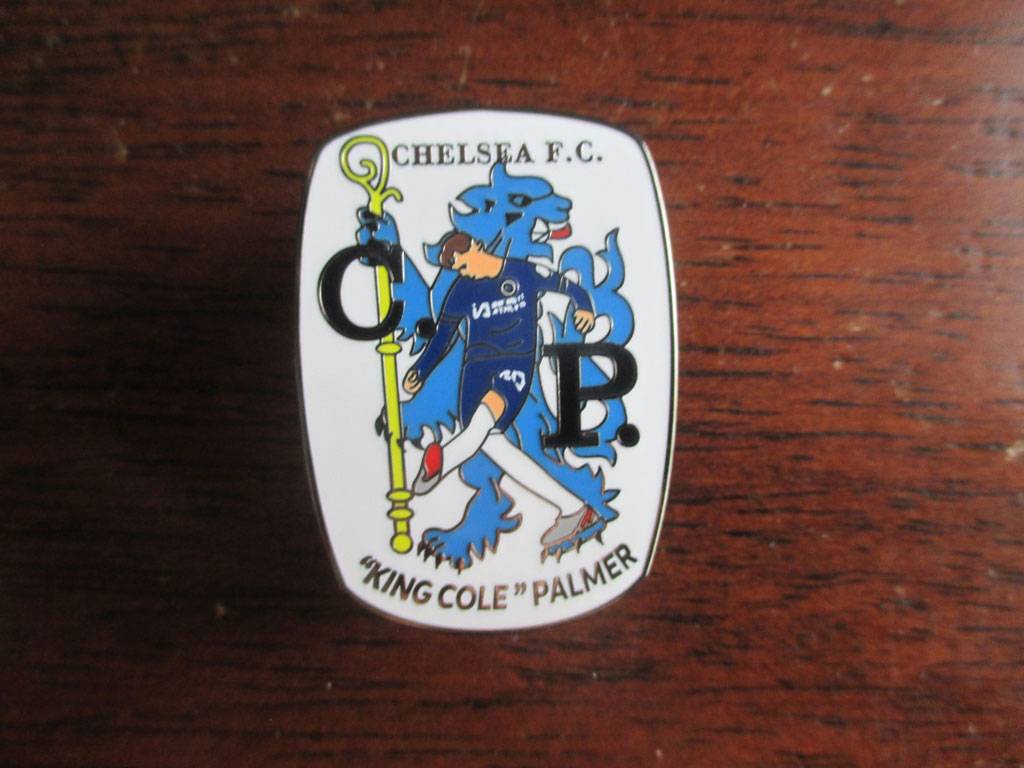 CHELSEA F.C.
C.
P.
"KING COLE" PALMER